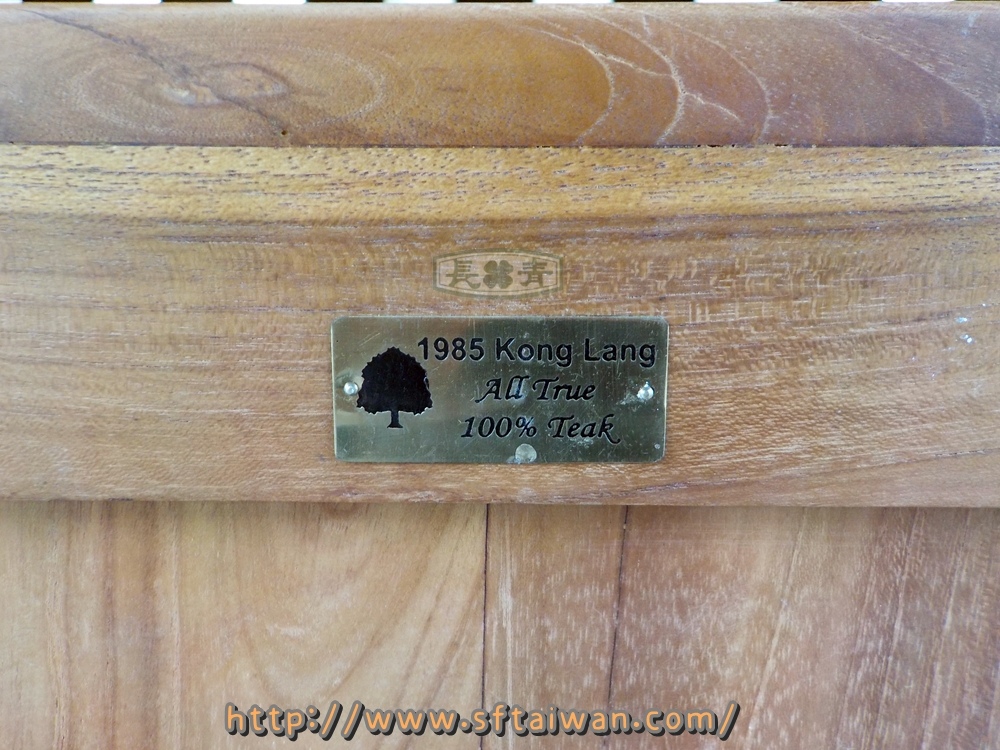 長青
1985 Kong Lang
All True
100% Teak
http://www.sftaiwan.com/